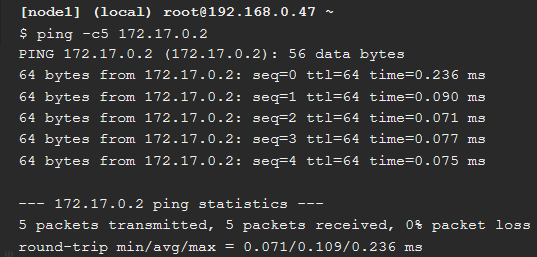 [node1] (local) root@192.168.0.47 ~
$ ping -c5 172.17.0.2
PING 172.17.0.2 (172.17.0.2): 56 data bytes
64 bytes from 172.17.0.2: seq=0 ttl=64 time=0.236 ms
64 bytes from 172.17.0.2: seq=1 ttl=64 time=0.090 ms
64 bytes from 172.17.0.2: seq=2 ttl=64 time=0.071 ms
64 bytes from 172.17.0.2: seq=3 ttl=64 time=0.077 ms
64 bytes from 172.17.0.2: seq=4 ttl=64 time=0.075 ms
--- 172.17.0.2 ping statistics ---
5 packets transmitted, 5 packets received, 0% packet loss
round-trip min/avg/max = 0.071/0.109/0.236 ms